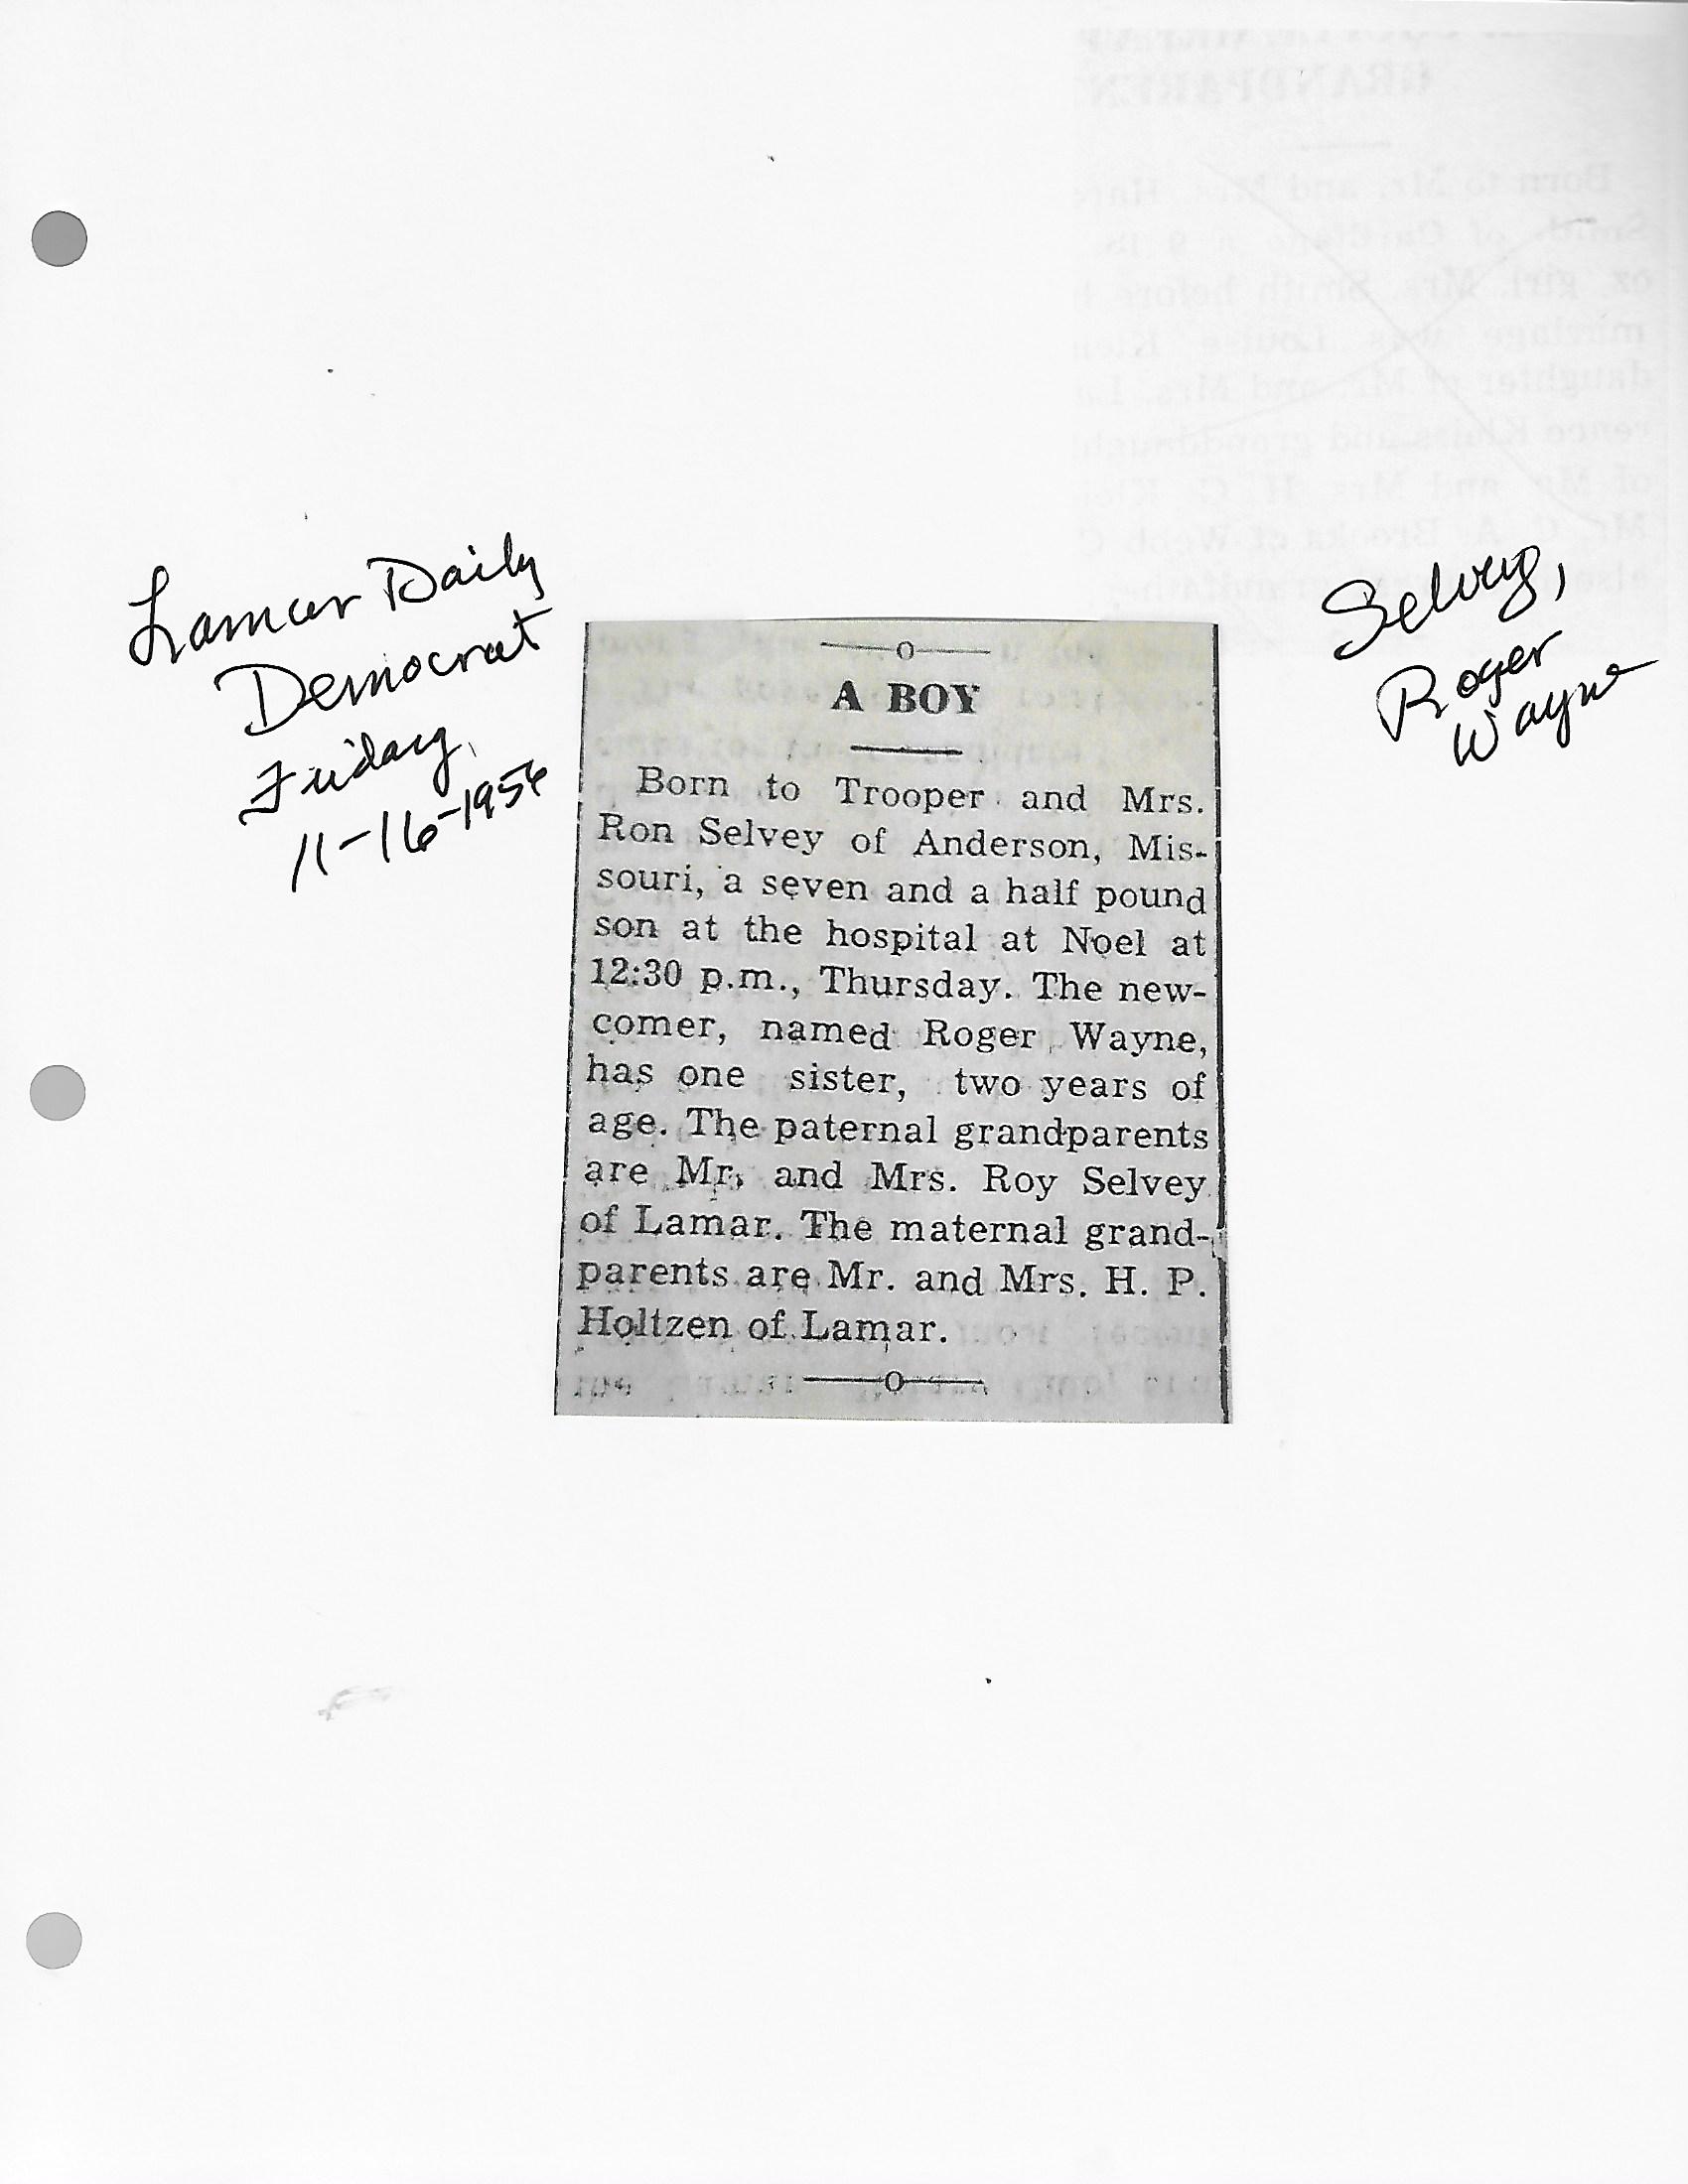 Lamar Daily
Democrat
Friday,
11-16-1956
Selvey,
Roger
Wayne
—o—
A BOY
Born to Trooper and Mrs.
Ron Selvey of Anderson, Mis-
souri, a seven and a half pound
son at the hospital at Noel at
12:30 p.m., Thursday. The new-
comer, named Roger Wayne,
has one sister, two years of
age. The paternal grandparents
are Mr. and Mrs. Roy Selvey
of Lamar. The maternal grand-
parents are Mr. and Mrs. H. P.
Holtzen of Lamar.
—o—